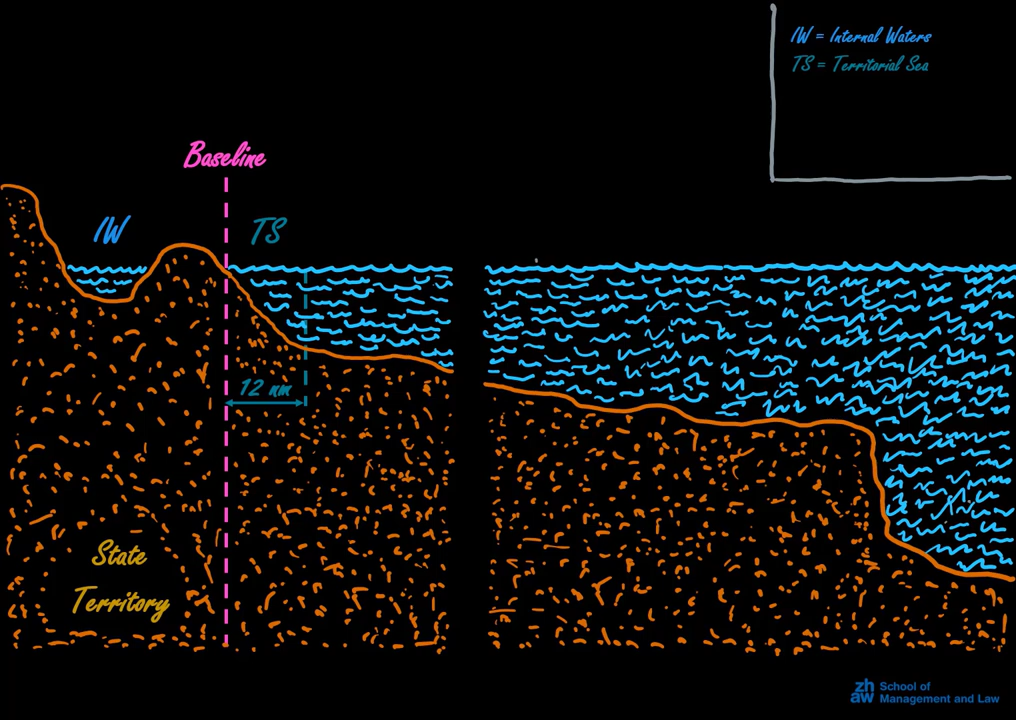 IW = Internal Waters
TS = Territorial Sea
Baseline
IW
TS
12 nm
State
Territory
zh
aw
School of
Management and Law